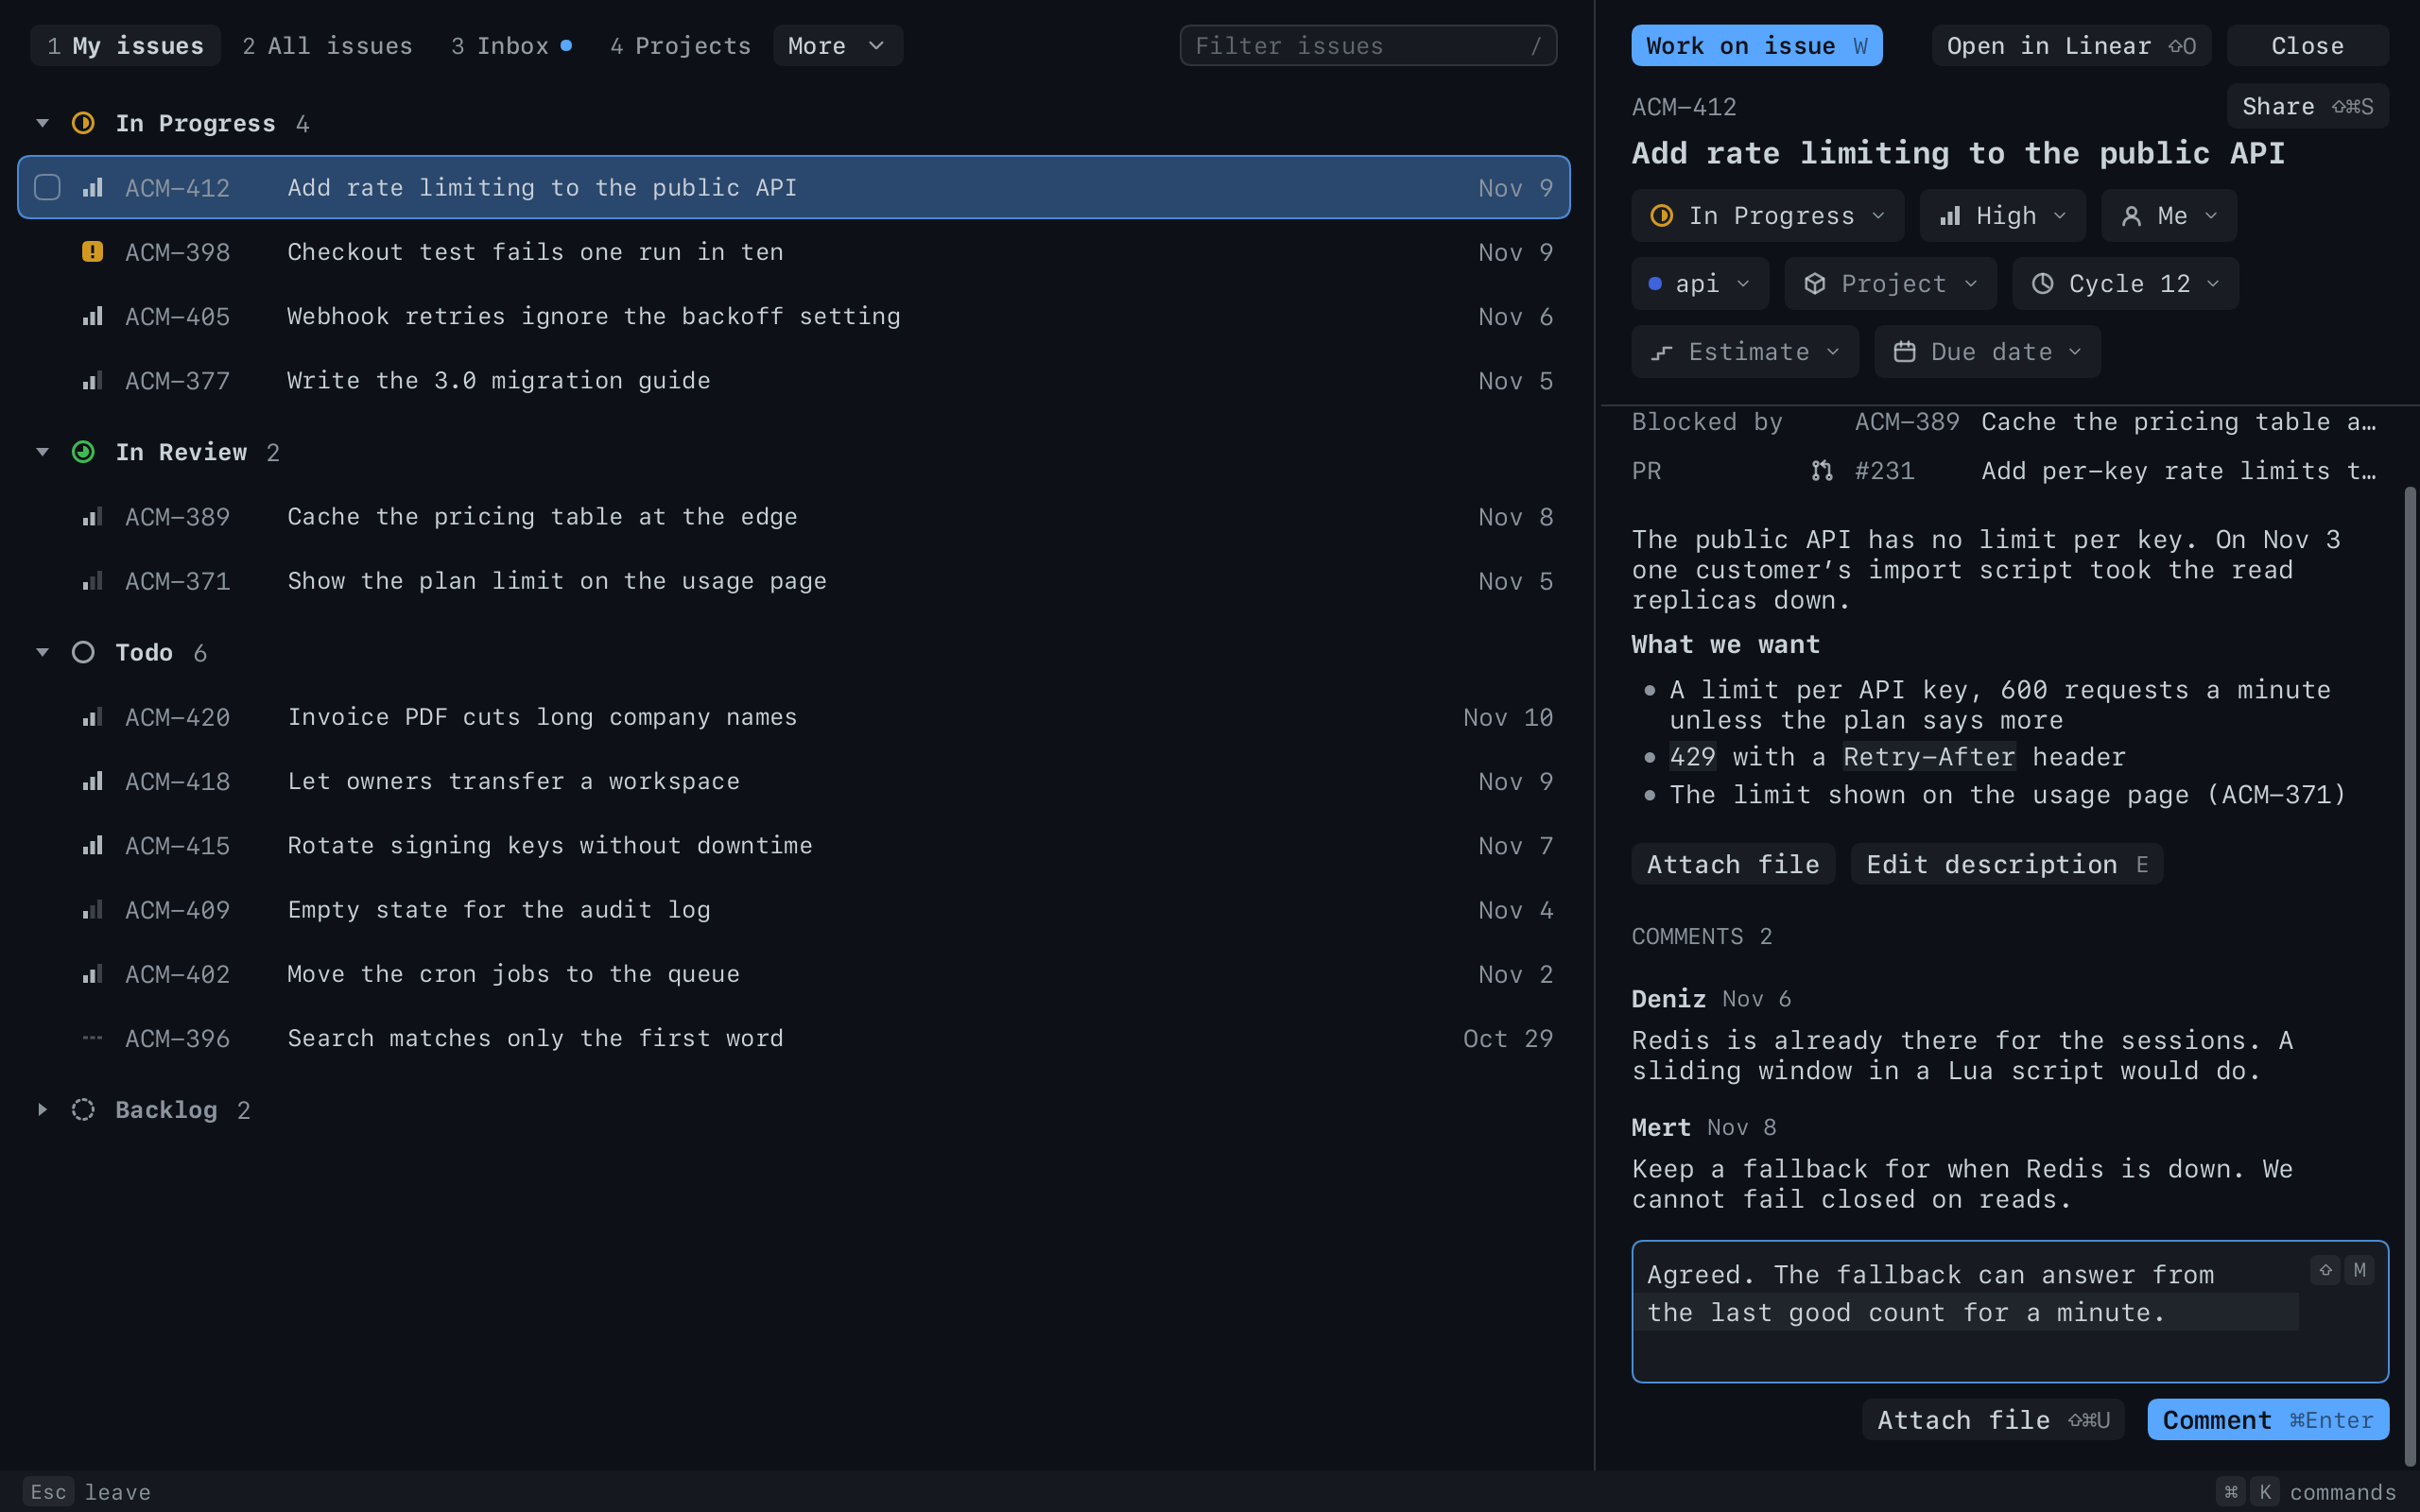 1 My issues 2 All issues 3 Inbox 4 Projects More Filter issues /
In Progress 4
ACM-412 Add rate limiting to the public API Nov 9
ACM-398 Checkout test fails one run in ten Nov 9
ACM-405 Webhook retries ignore the backoff setting Nov 6
ACM-377 Write the 3.0 migration guide Nov 5
In Review 2
ACM-389 Cache the pricing table at the edge Nov 8
ACM-371 Show the plan limit on the usage page Nov 5
Todo 6
ACM-420 Invoice PDF cuts long company names Nov 10
ACM-418 Let owners transfer a workspace Nov 9
ACM-415 Rotate signing keys without downtime Nov 7
ACM-409 Empty state for the audit log Nov 4
ACM-402 Move the cron jobs to the queue Nov 2
ACM-396 Search matches only the first word Oct 29
Backlog 2
Work on issue W Open in Linear ⇧O Close
ACM-412 Share ⇧⌘S
Add rate limiting to the public API
In Progress High Me
api Project Cycle 12
Estimate Due date
Blocked by ACM-389 Cache the pricing table a…
PR #231 Add per-key rate limits t…
The public API has no limit per key. On Nov 3
one customer’s import script took the read
replicas down.
What we want
• A limit per API key, 600 requests a minute
unless the plan says more
• 429 with a Retry-After header
• The limit shown on the usage page (ACM-371)
Attach file Edit description E
COMMENTS 2
Deniz Nov 6
Redis is already there for the sessions. A
sliding window in a Lua script would do.
Mert Nov 8
Keep a fallback for when Redis is down. We
cannot fail closed on reads.
Agreed. The fallback can answer from ⇧ M
the last good count for a minute.
Attach file ⇧⌘U Comment ⌘Enter
Esc leave ⌘ K commands